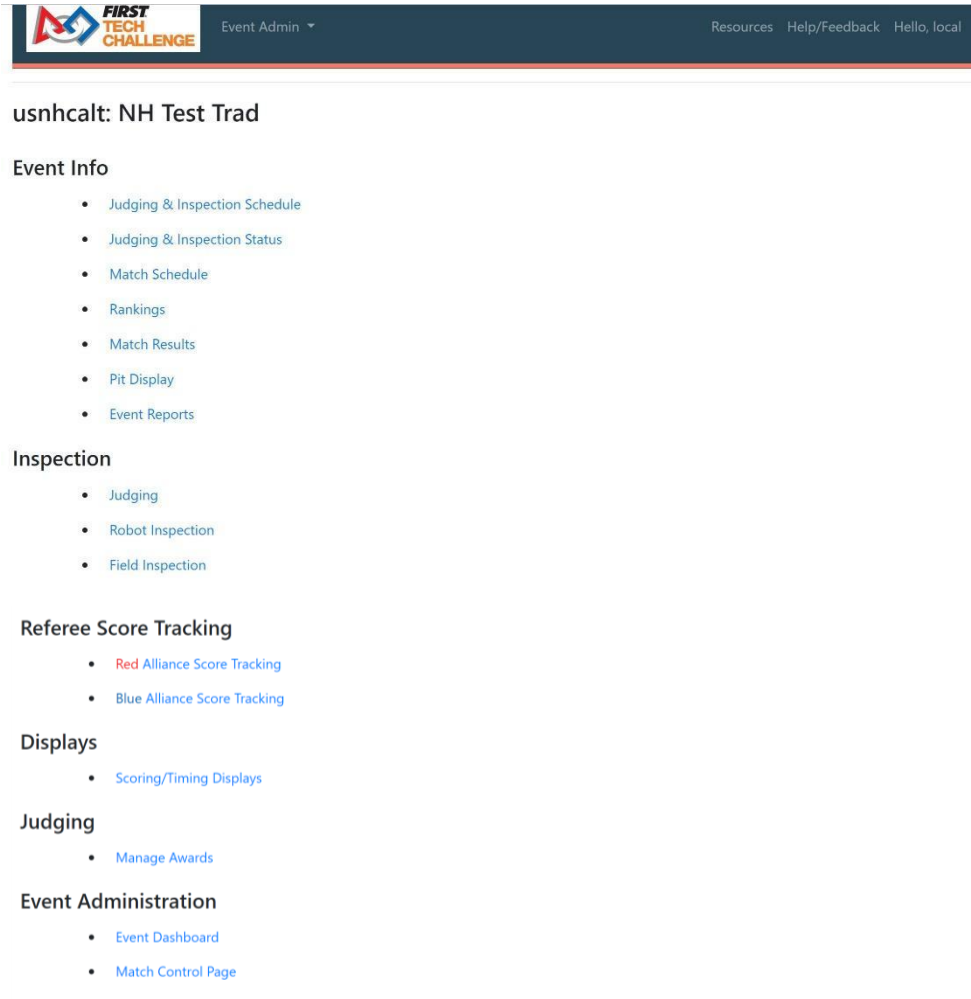 FIRST
TECH
CHALLENGE
Event Admin
Resources Help/Feedback Hello, local
usnhcalt: NH Test Trad
Event Info
Judging & Inspection Schedule
Judging & Inspection Status
Match Schedule
Rankings
Match Results
Pit Display
Event Reports
Inspection
Judging
Robot Inspection
Field Inspection
Referee Score Tracking
Red Alliance Score Tracking
Blue Alliance Score Tracking
Displays
Scoring/Timing Displays
Judging
Manage Awards
Event Administration
Event Dashboard
Match Control Page